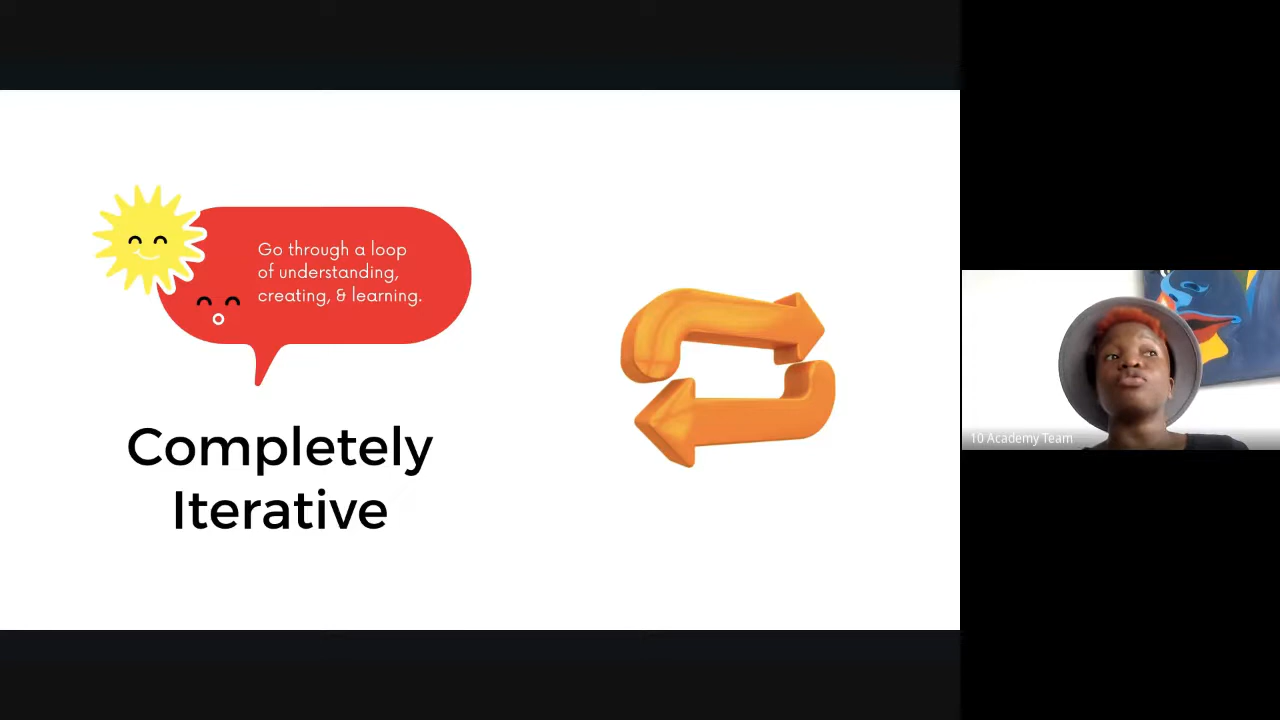 Go through a loop
of understanding,
creating, & learning.
Completely
Iterative
10 Academy Team